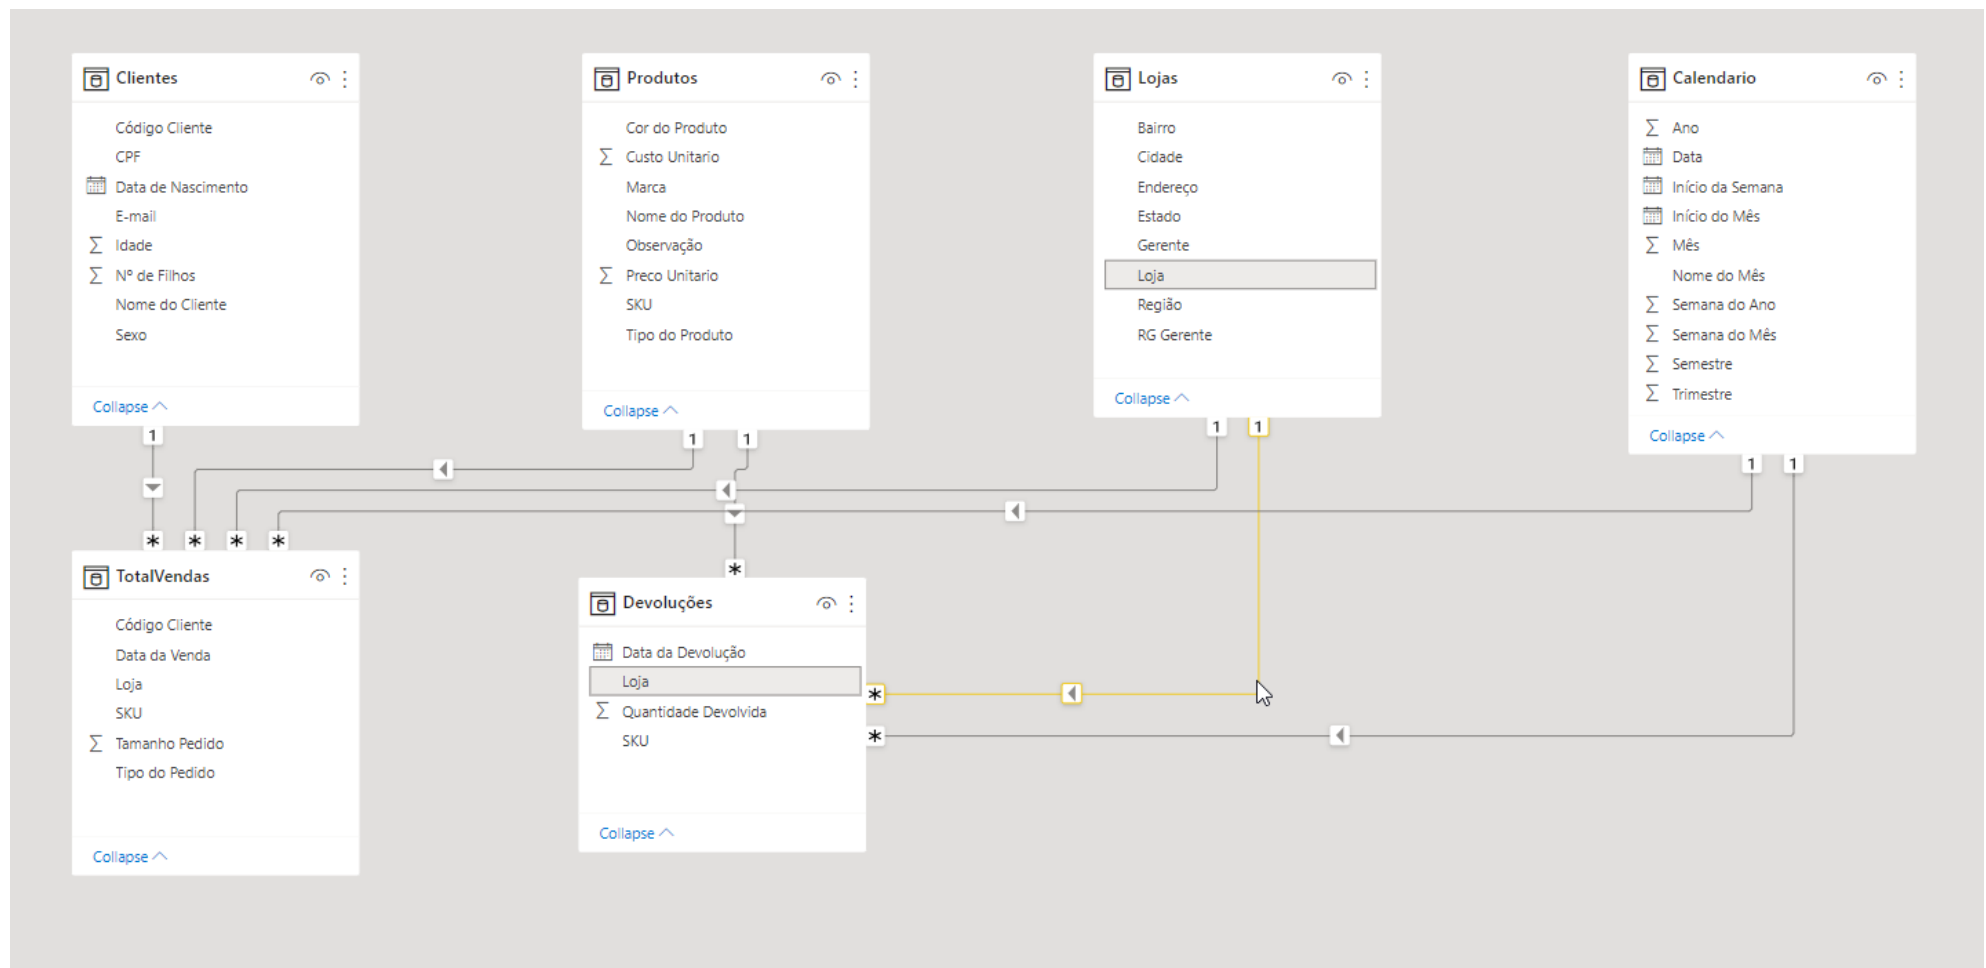 Clientes
Código Cliente
CPF
Data de Nascimento
E-mail
Idade
Nº de Filhos
Nome do Cliente
Sexo
Collapse
1
Produtos
Cor do Produto
Custo Unitario
Marca
Nome do Produto
Observação
Preco Unitario
SKU
Tipo do Produto
Collapse
1 1
Lojas
Bairro
Cidade
Endereço
Estado
Gerente
Loja
Região
RG Gerente
Collapse
1 1
Calendario
Ano
Data
Início da Semana
Início do Mês
Mês
Nome do Mês
Semana do Ano
Semana do Mês
Semestre
Trimestre
Collapse
1 1
* * * *
TotalVendas
Código Cliente
Data da Venda
Loja
SKU
Tamanho Pedido
Tipo do Pedido
Collapse
*
Devoluções
Data da Devolução
Loja
Quantidade Devolvida
SKU
Collapse
*
*